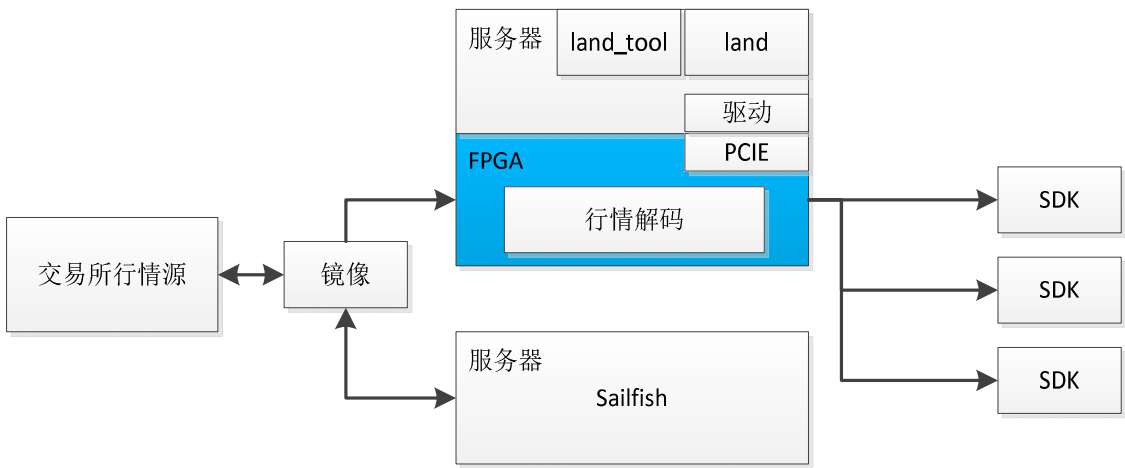 服务器
land_tool
land
驱动
PCIE
FPGA
行情解码
交易所行情源
镜像
服务器
Sailfish
SDK
SDK
SDK